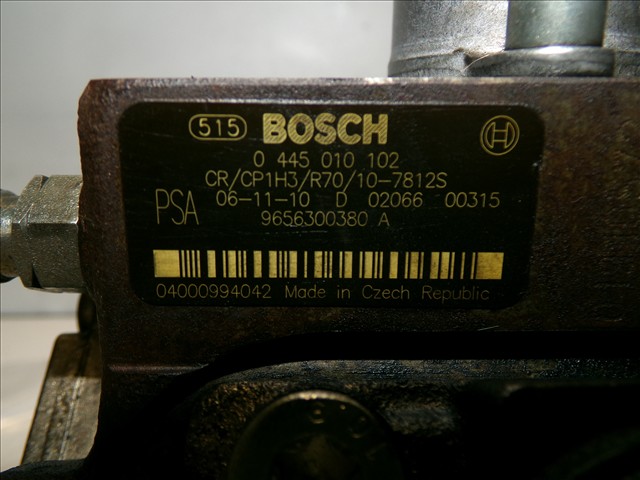 515 BOSCH
0 445 010 102
CR/CP1H3/R70/10-7812S
PSA 06-11-10 D 02066 00315
9656300380 A
04000994042 Made in Czech Republic